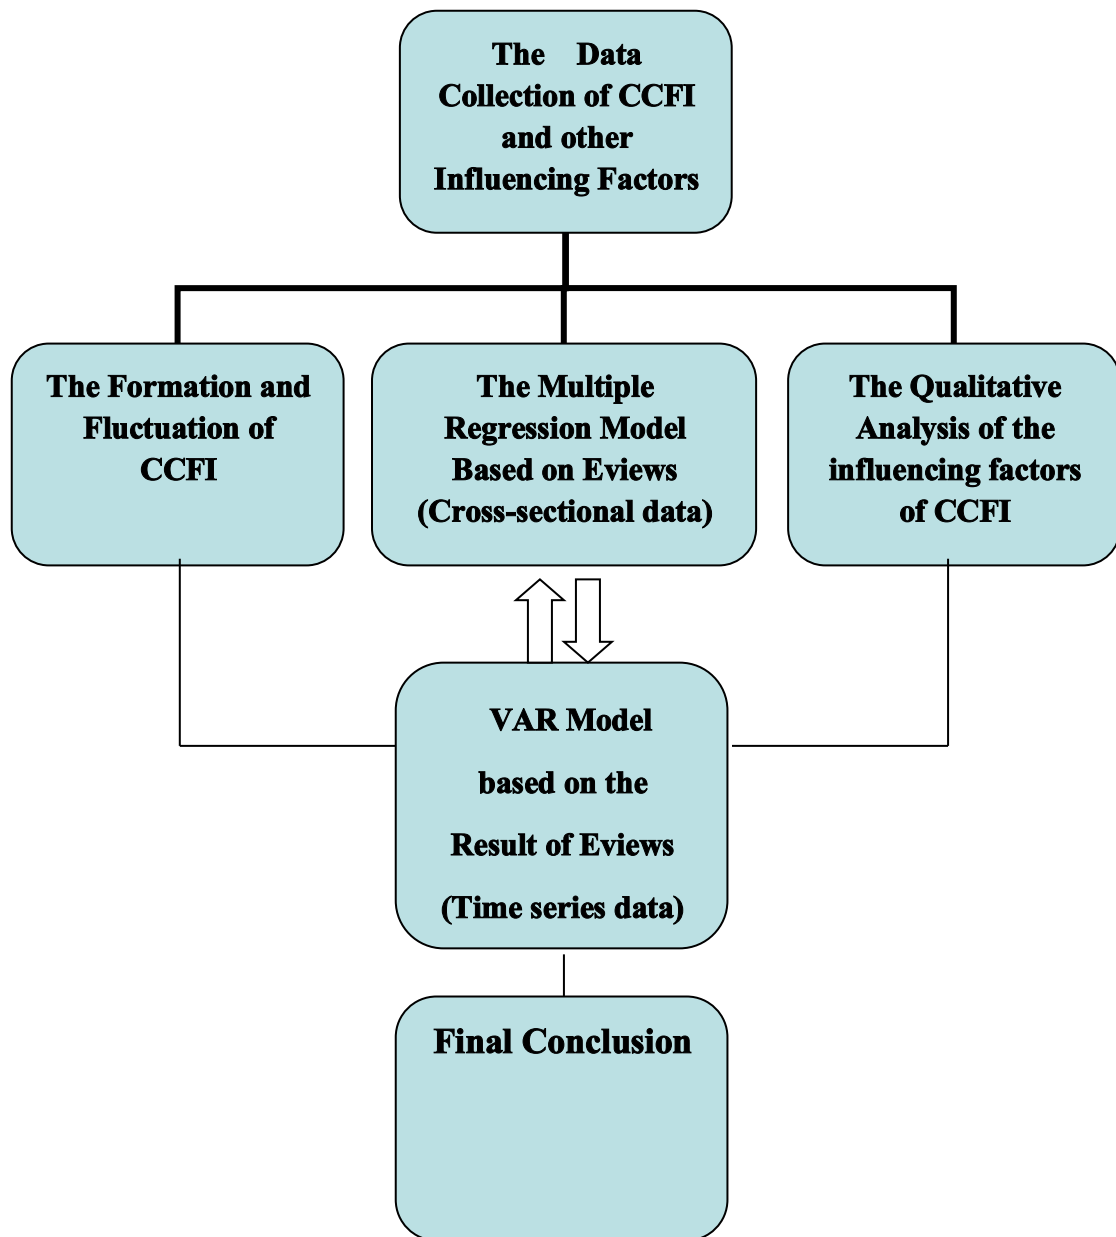 The Data
Collection of CCFI
and other
Influencing Factors
The Formation and
Fluctuation of
CCFI
The Multiple
Regression Model
Based on Eviews
(Cross-sectional data)
The Qualitative
Analysis of the
influencing factors
of CCFI
VAR Model
based on the
Result of Eviews
(Time series data)
Final Conclusion